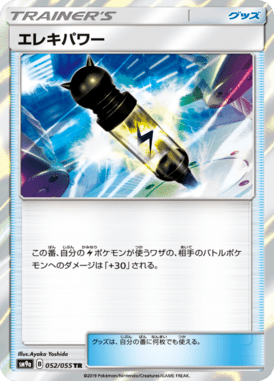 TRAINER'S
グッズ
エレキパワー
この番、自分のポケモンが使うワザの、相手のバトルポケ
モンへのダメージは「+30」される。
Illus.Ayaka Yoshida
sm9a 052/055 TR
グッズは、自分の番に何枚でも使える。
©2019 Pokémon/Nintendo/Creatures/GAME FREAK.